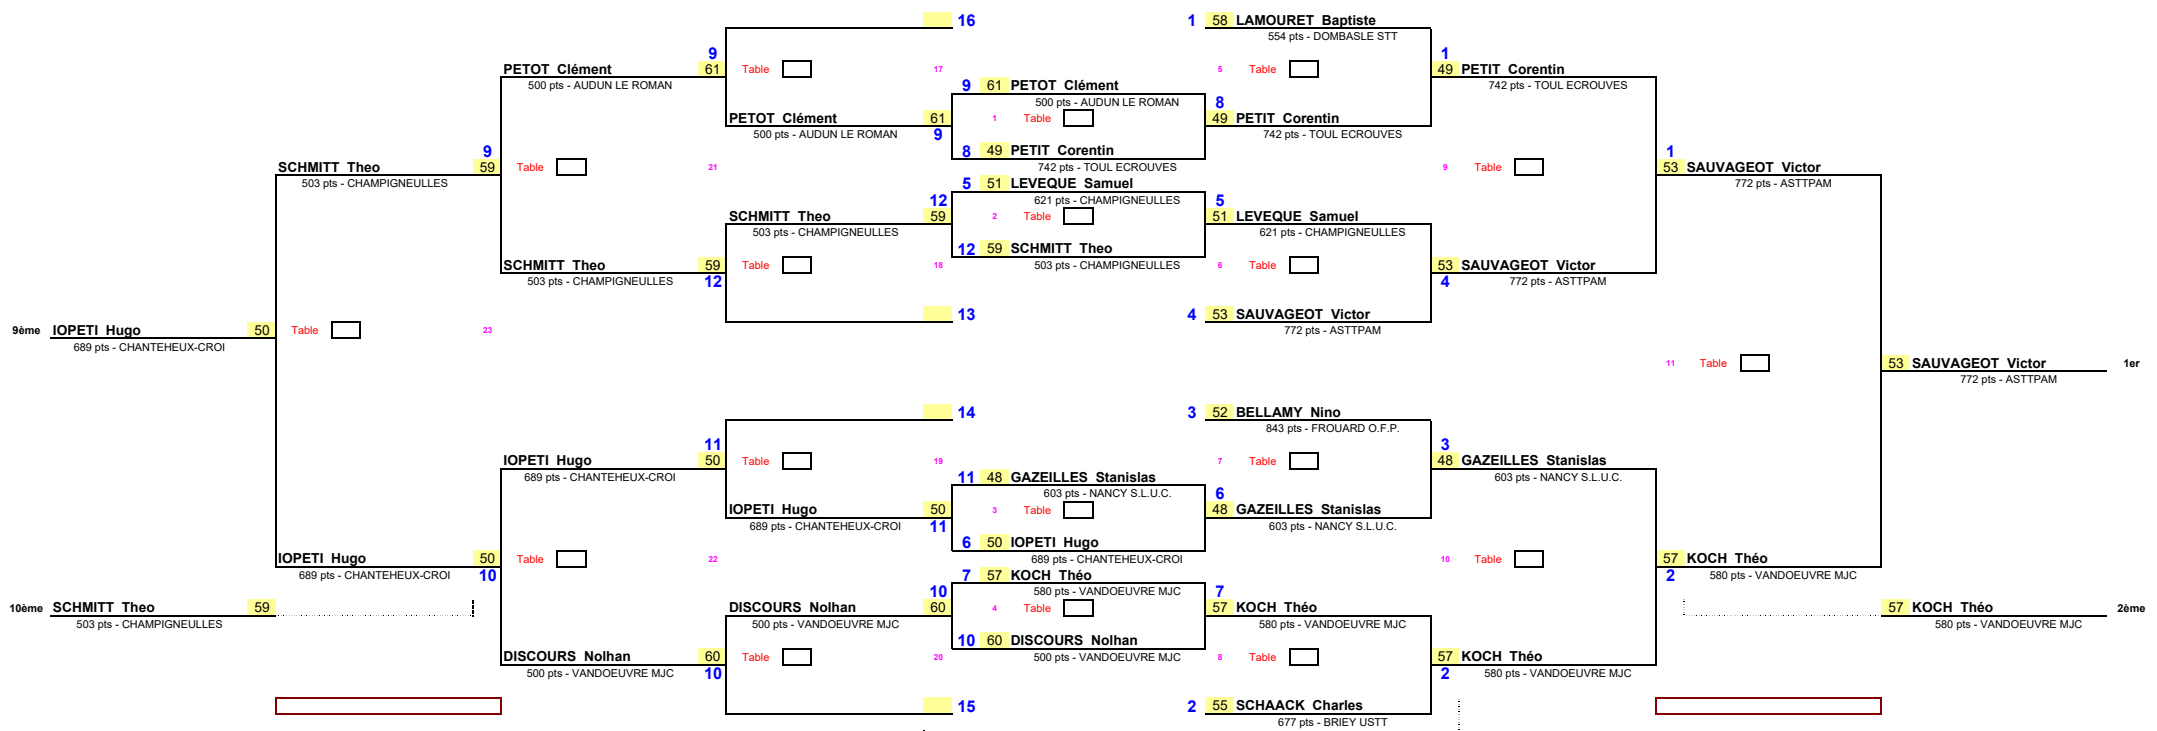 16 1 58 LAMOURET Baptiste
554 pts - DOMBASLE STT
9 1
PETOT Clément 61 Table 17 5 Table 49 PETIT Corentin
500 pts - AUDUN LE ROMAN 9 61 PETOT Clément 742 pts - TOUL ECROUVES
500 pts - AUDUN LE ROMAN 8
PETOT Clément 61 1 Table 49 PETIT Corentin
500 pts - AUDUN LE ROMAN 9 742 pts - TOUL ECROUVES
9 8 49 PETIT Corentin 1
SCHMITT Theo 59 Table 21 742 pts - TOUL ECROUVES 9 Table 53 SAUVAGEOT Victor
503 pts - CHAMPIGNEULLES 5 51 LEVEQUE Samuel 772 pts - ASTTPAM
12 621 pts - CHAMPIGNEULLES 5
SCHMITT Theo 59 2 Table 51 LEVEQUE Samuel
503 pts - CHAMPIGNEULLES 621 pts - CHAMPIGNEULLES
12 59 SCHMITT Theo
SCHMITT Theo 59 Table 18 503 pts - CHAMPIGNEULLES 6 Table 53 SAUVAGEOT Victor
503 pts - CHAMPIGNEULLES 12 4 772 pts - ASTTPAM
13 4 53 SAUVAGEOT Victor
9ème IOPETI Hugo 50 Table 23 772 pts - ASTTPAM
689 pts - CHANTEHEUX-CROI
11 Table 53 SAUVAGEOT Victor 1er
772 pts - ASTTPAM
14 3 52 BELLAMY Nino
843 pts - FROUARD O.F.P.
11 3
IOPETI Hugo 50 Table 19 7 Table 48 GAZEILLES Stanislas
689 pts - CHANTEHEUX-CROI 11 48 GAZEILLES Stanislas 603 pts - NANCY S.L.U.C.
603 pts - NANCY S.L.U.C. 6
IOPETI Hugo 50 3 Table 48 GAZEILLES Stanislas
689 pts - CHANTEHEUX-CROI 11 603 pts - NANCY S.L.U.C.
6 50 IOPETI Hugo
IOPETI Hugo 50 Table 22 689 pts - CHANTEHEUX-CROI 10 Table 57 KOCH Théo
689 pts - CHANTEHEUX-CROI 10 7 57 KOCH Théo 2 580 pts - VANDOEUVRE MJC
10 580 pts - VANDOEUVRE MJC 7
10ème SCHMITT Theo 59 DISCOURS Nolhan 60 4 Table 57 KOCH Théo 57 KOCH Théo 2ème
503 pts - CHAMPIGNEULLES 500 pts - VANDOEUVRE MJC 580 pts - VANDOEUVRE MJC 580 pts - VANDOEUVRE MJC
10 60 DISCOURS Nolhan
DISCOURS Nolhan 60 Table 20 500 pts - VANDOEUVRE MJC 8 Table 57 KOCH Théo
500 pts - VANDOEUVRE MJC 10 2 580 pts - VANDOEUVRE MJC
15 2 55 SCHAACK Charles
677 pts - BRIEY USTT